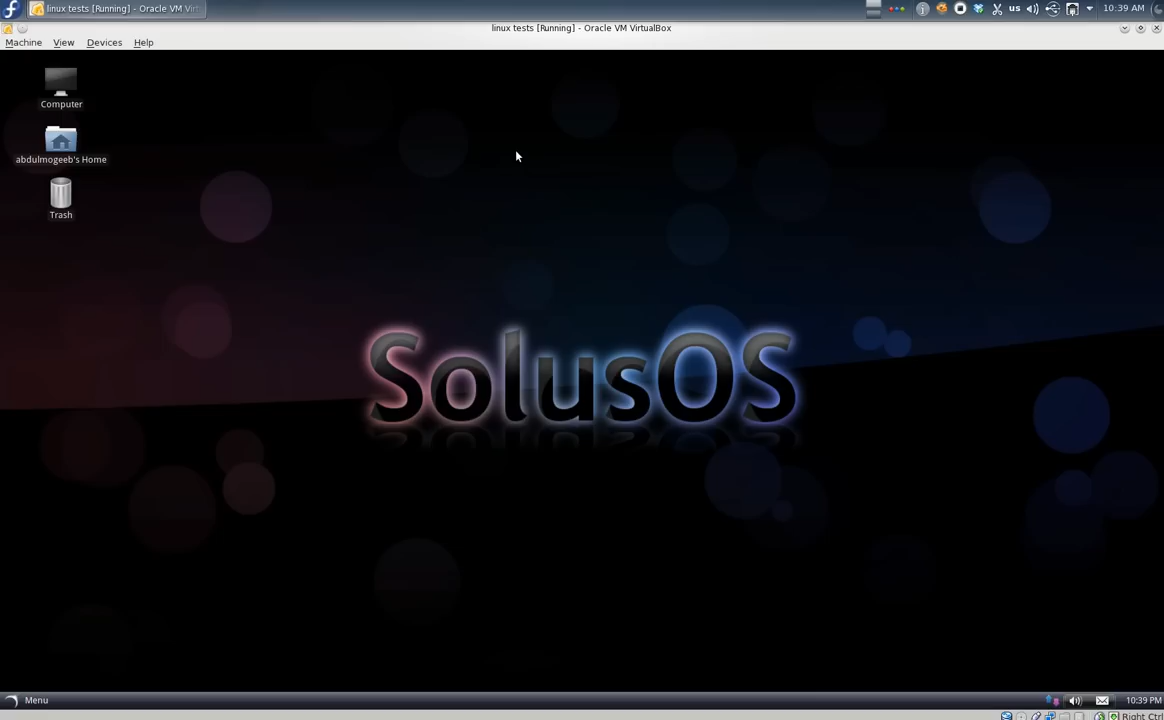 linux tests [Running] - Oracle VM Vir
us
10:39 AM
linux tests [Running] - Oracle VM VirtualBox
Machine View Devices Help
Computer
abdulmogeeb's Home
Trash
SolusOS
Menu
10:39 PM
Right Ctrl